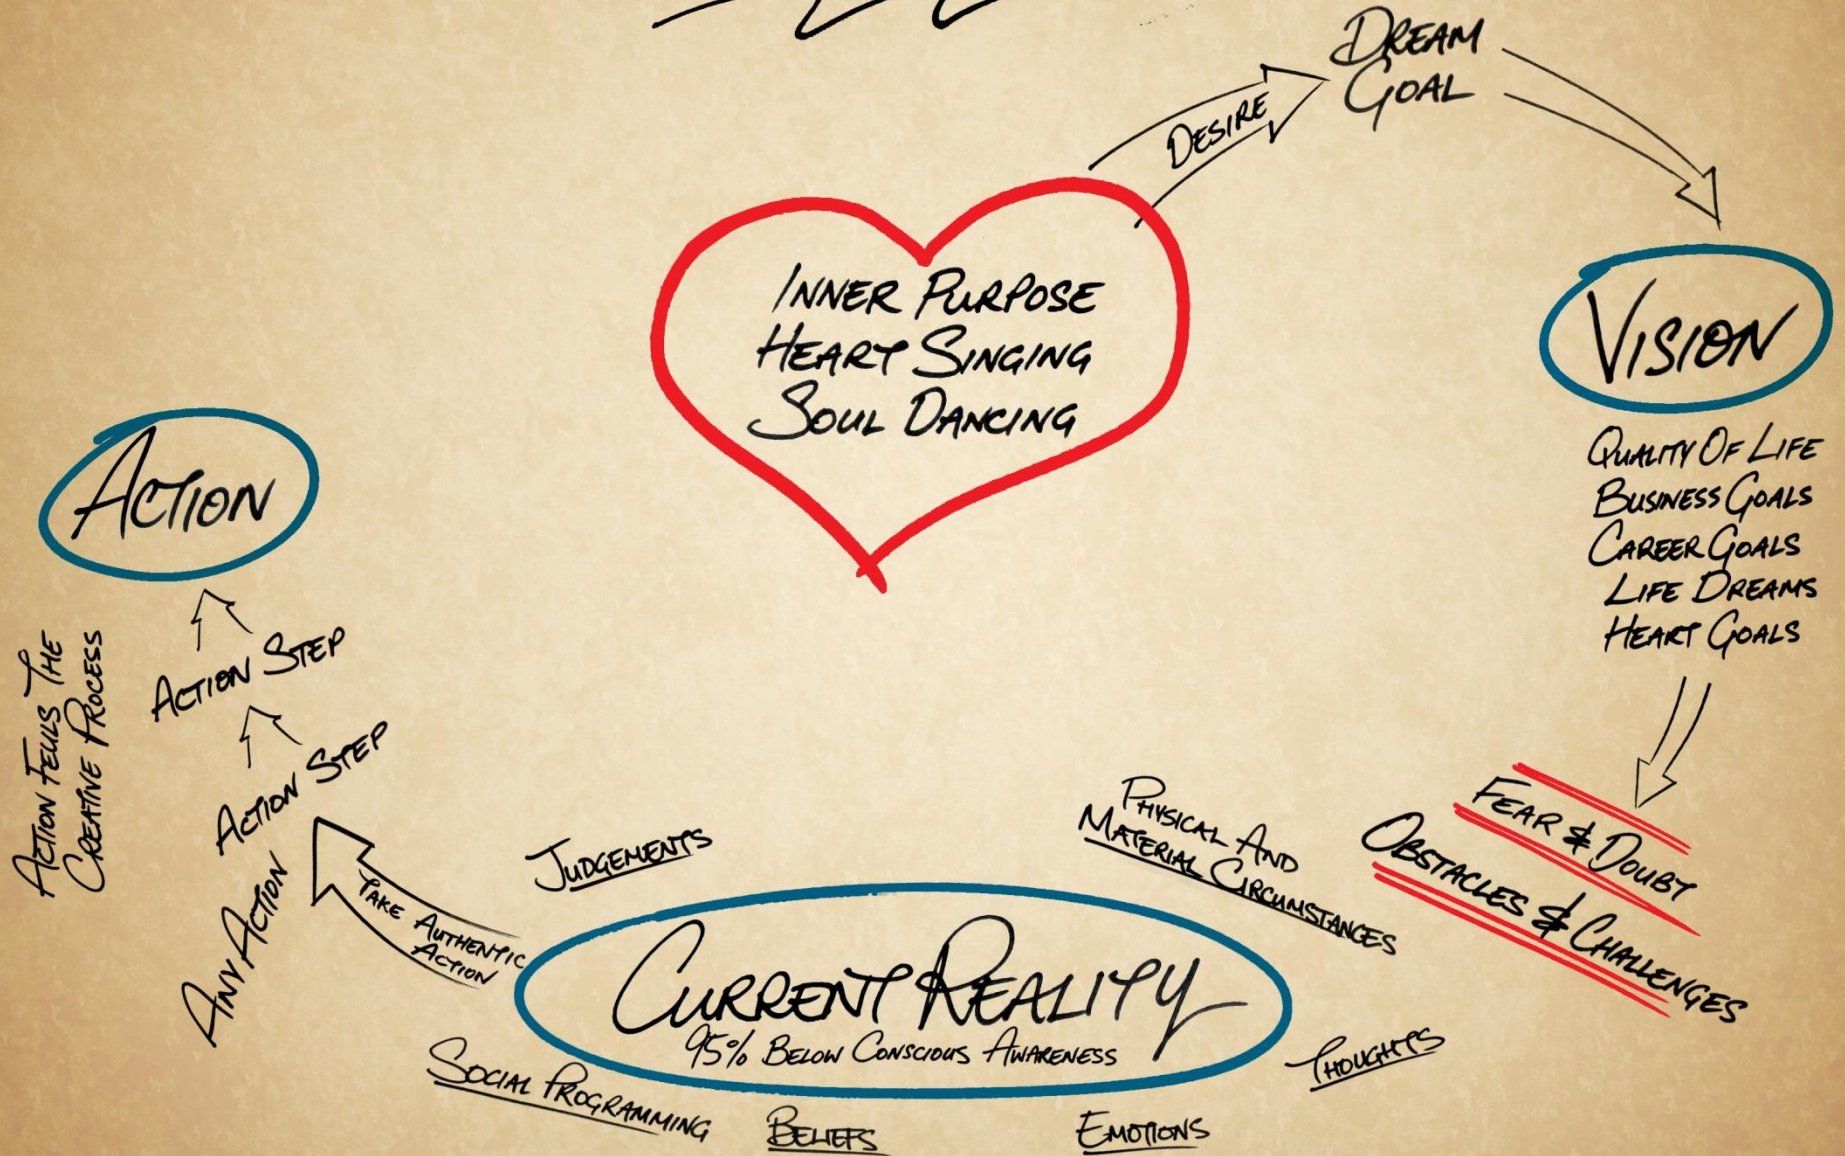 DREAM
GOAL
DESIRE
INNER PURPOSE
HEART SINGING
SOUL DANCING
VISION
QUALITY OF LIFE
BUSINESS GOALS
CAREER GOALS
LIFE DREAMS
HEART GOALS
FEAR & DOUBT
OBSTACLES & CHALLENGES
PHYSICAL AND
MATERIAL CIRCUMSTANCES
THOUGHTS
EMOTIONS
BELIEFS
SOCIAL PROGRAMMING
JUDGEMENTS
CURRENT REALITY
95% BELOW CONSCIOUS AWARENESS
TAKE AUTHENTIC
ACTION
ANY ACTION
ACTION STEP
ACTION STEP
ACTION
ACTION FEULS THE
CREATIVE PROCESS